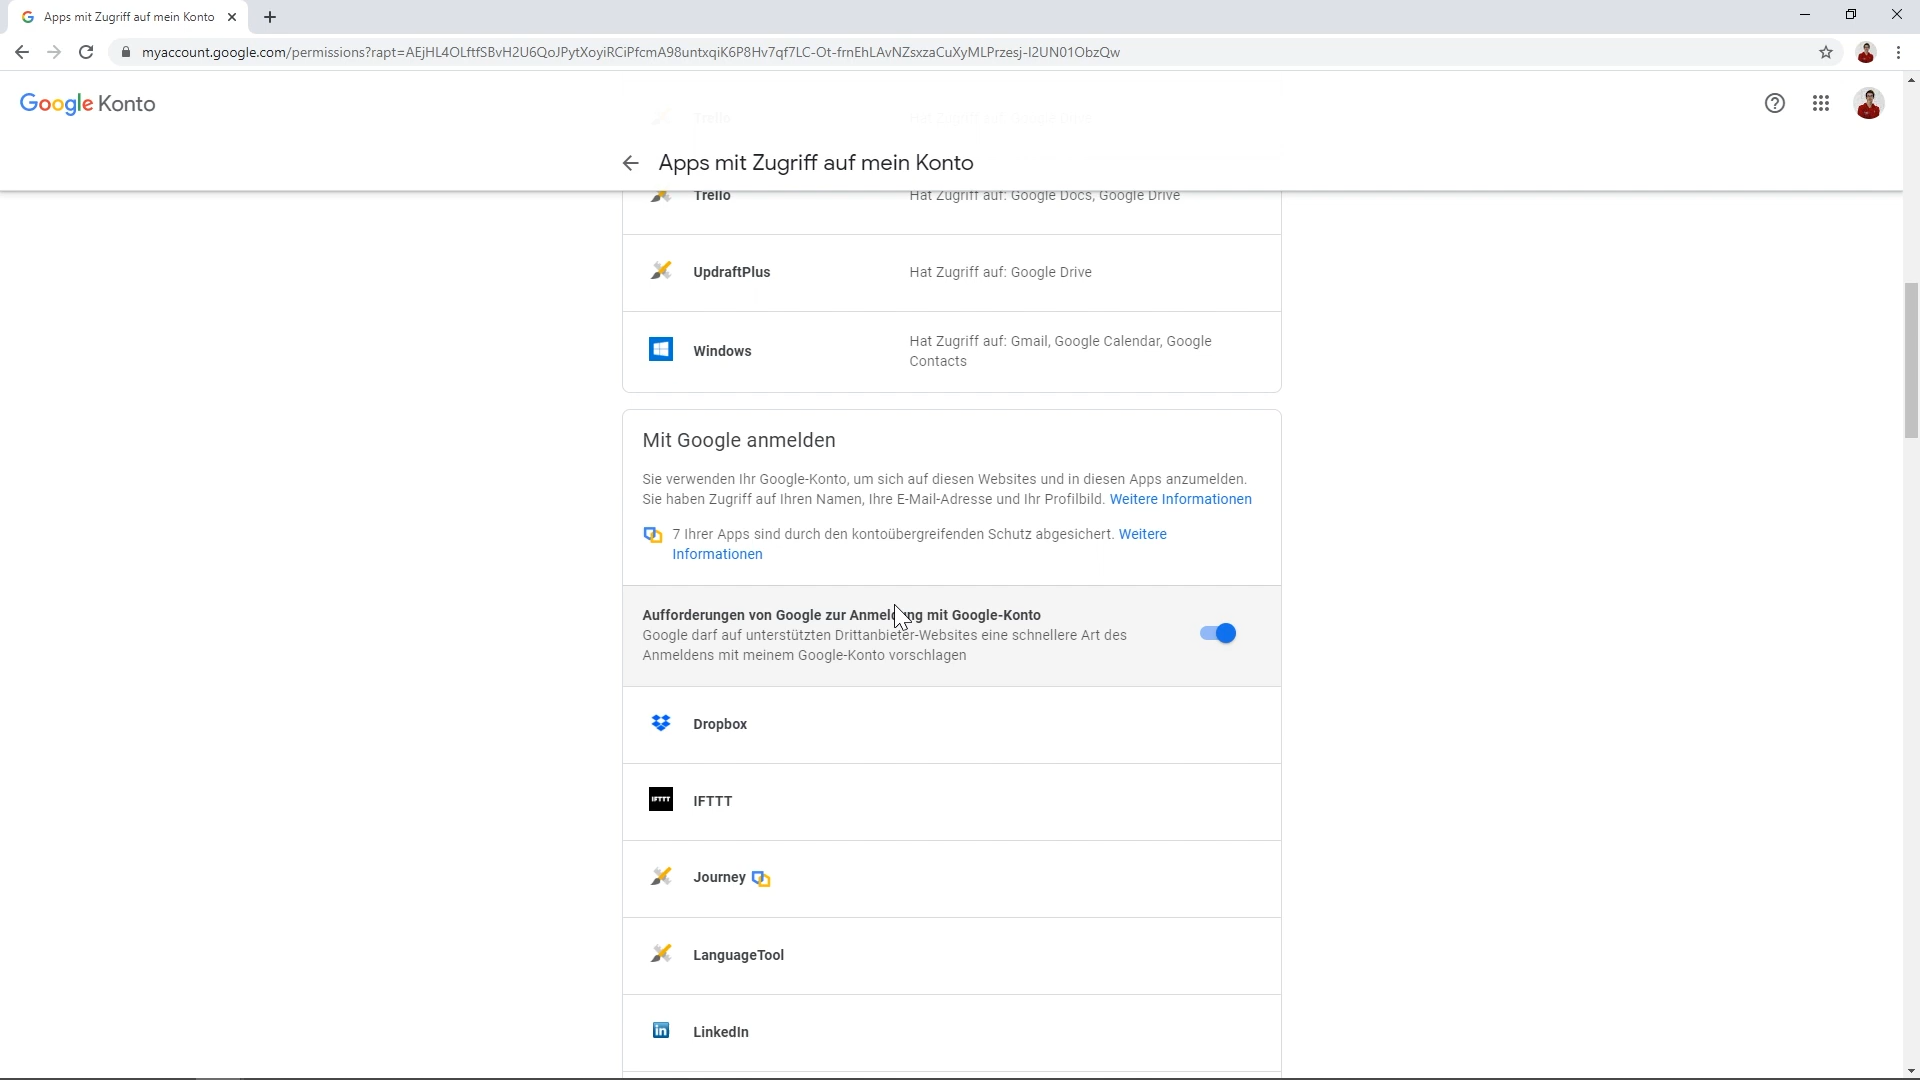 Apps mit Zugriff auf mein Konto
myaccount.google.com/permissions?rapt=AEjHL4OLftfSBvH2U6QoJPytXoyiRCiPfcmA98untxqiK6P8Hv7qf7LC-Ot-frnEhLAvNZsxzaCuXyMLPrzesj-I2UN01ObzQw
Google Konto
Trello
Apps mit Zugriff auf mein Konto
Trello Hat Zugriff auf: Google Docs, Google Drive
UpdraftPlus Hat Zugriff auf: Google Drive
Windows Hat Zugriff auf: Gmail, Google Calendar, Google
Contacts
Mit Google anmelden
Sie verwenden Ihr Google-Konto, um sich auf diesen Websites und in diesen Apps anzumelden.
Sie haben Zugriff auf Ihren Namen, Ihre E-Mail-Adresse und Ihr Profilbild. Weitere Informationen
7 Ihrer Apps sind durch den kontoübergreifenden Schutz abgesichert. Weitere
Informationen
Aufforderungen von Google zur Anmeldung mit Google-Konto
Google darf auf unterstützten Drittanbieter-Websites eine schnellere Art des
Anmeldens mit meinem Google-Konto vorschlagen
Dropbox
IFTTT IFTTT
Journey
LanguageTool
in LinkedIn